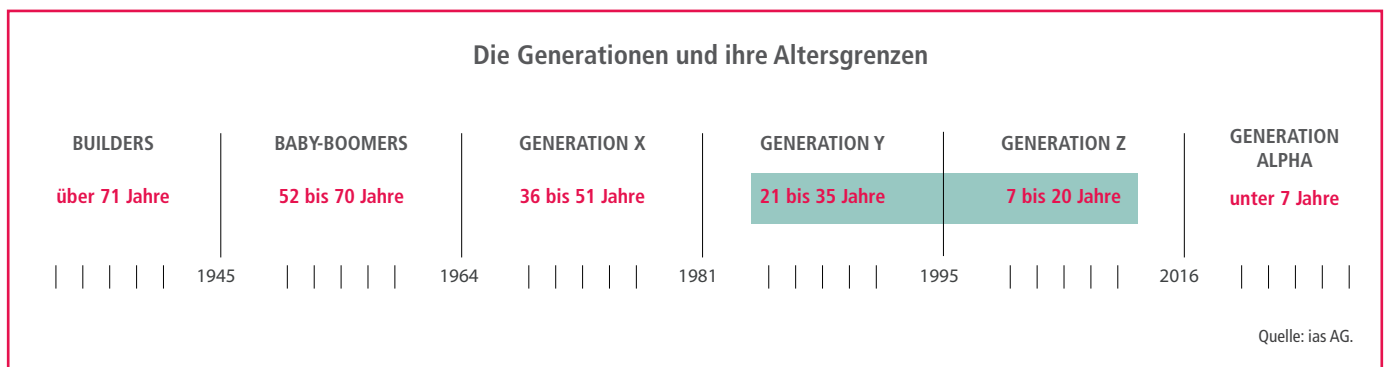 Die Generationen und ihre Altersgrenzen
BUILDERS
BABY-BOOMERS
GENERATION X
GENERATION Y
GENERATION Z
GENERATION
ALPHA
über 71 Jahre
52 bis 70 Jahre
36 bis 51 Jahre
21 bis 35 Jahre
7 bis 20 Jahre
unter 7 Jahre
1945
1964
1981
1995
2016
Quelle: ias AG.